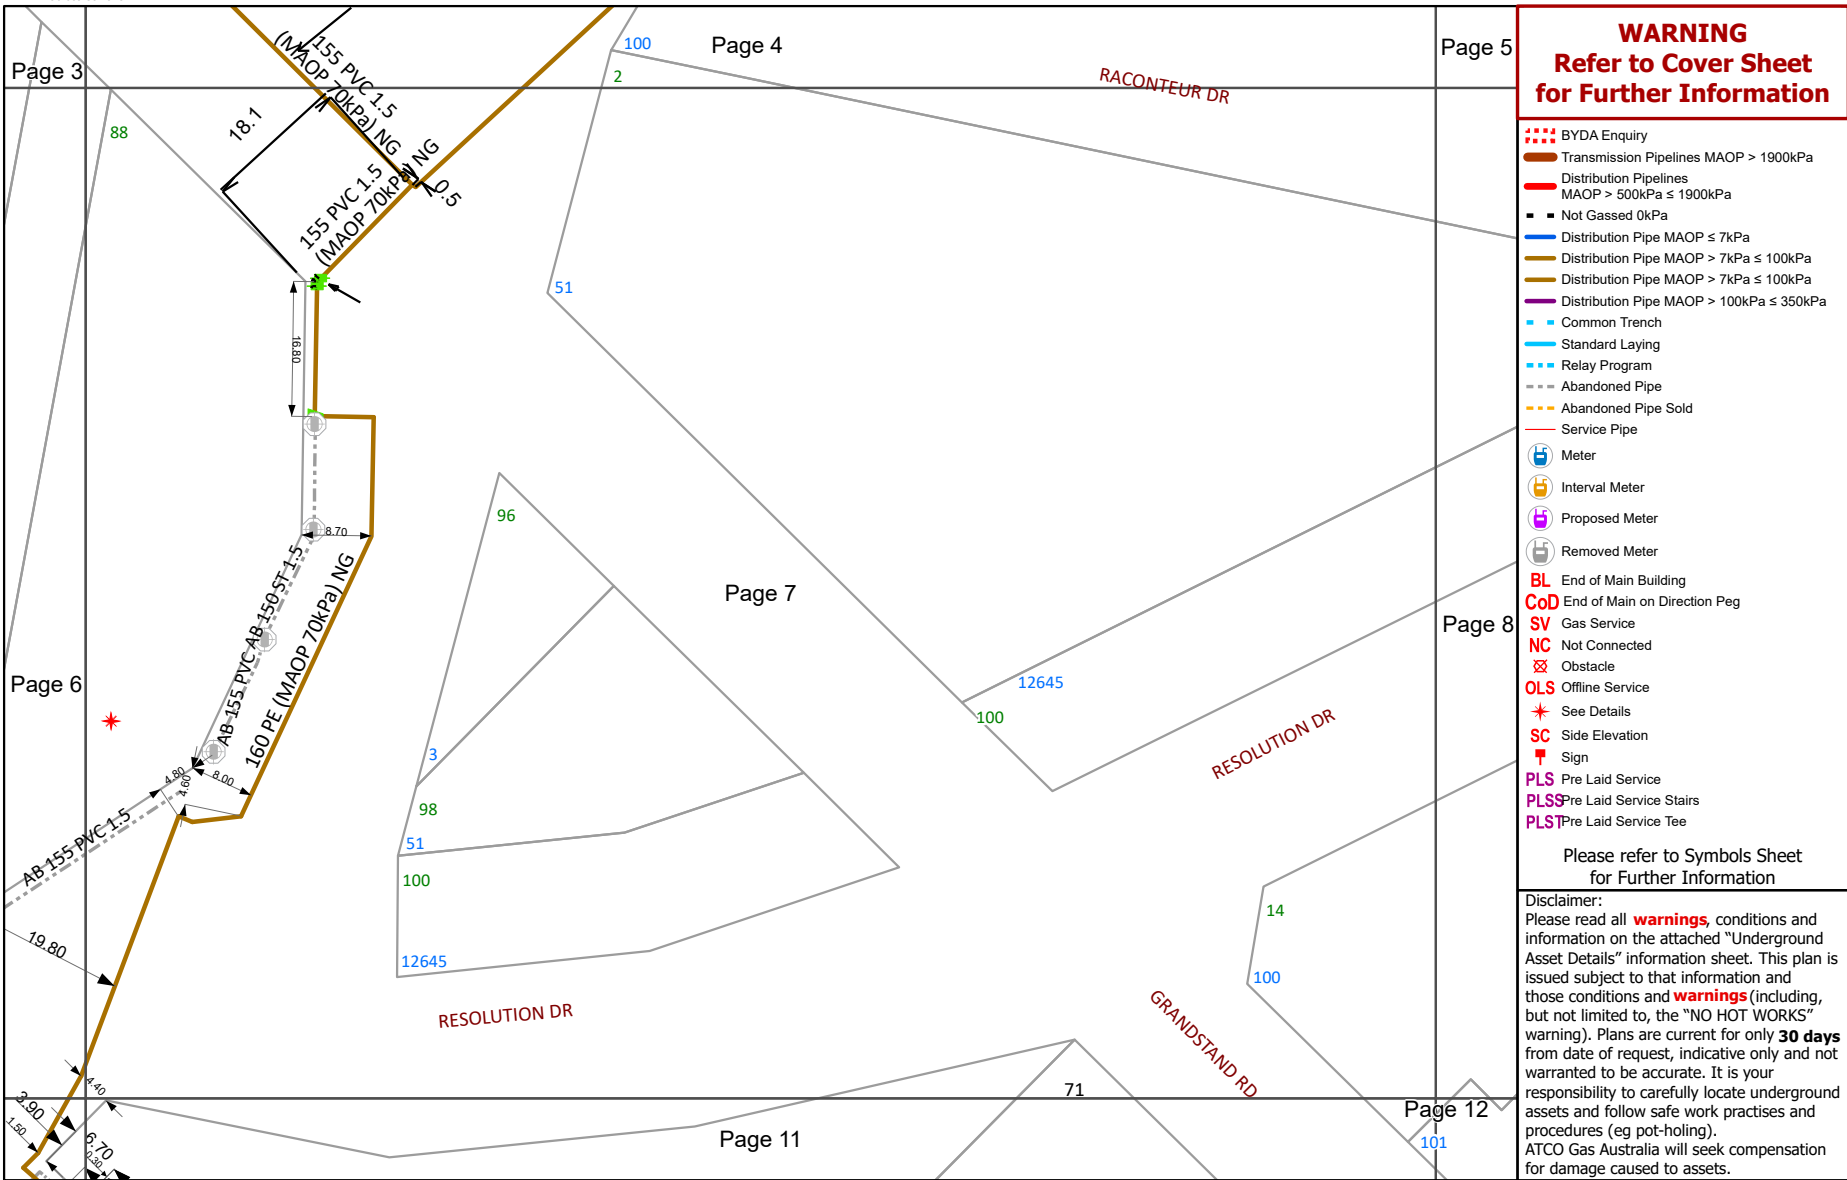 Page 3
Page 4
Page 5
100
2
RACONTEUR DR
88
18.1
155 PVC 1.5
(MAOP 70kPa) NG
155 PVC 1.5
(MAOP 70kPa) NG
0.5
51
16.80
96
8.70
AB 155 PVC AB 150 ST 1.5
160 PE (MAOP 70kPa) NG
Page 7
Page 8
Page 6
12645
100
RESOLUTION DR
3
98
51
100
4.80
4.60
8.00
AB 155 PVC 1.5
19.80
12645
RESOLUTION DR
14
100
GRANDSTAND RD
4.40
3.90
1.50
6.70
0.30
71
Page 11
Page 12
101
WARNING
Refer to Cover Sheet
for Further Information
BYDA Enquiry
Transmission Pipelines MAOP > 1900kPa
Distribution Pipelines
MAOP > 500kPa ≤ 1900kPa
Not Gassed 0kPa
Distribution Pipe MAOP ≤ 7kPa
Distribution Pipe MAOP > 7kPa ≤ 100kPa
Distribution Pipe MAOP > 7kPa ≤ 100kPa
Distribution Pipe MAOP > 100kPa ≤ 350kPa
Common Trench
Standard Laying
Relay Program
Abandoned Pipe
Abandoned Pipe Sold
Service Pipe
Meter
Interval Meter
Proposed Meter
Removed Meter
BL End of Main Building
CoD End of Main on Direction Peg
SV Gas Service
NC Not Connected
Obstacle
OLS Offline Service
See Details
SC Side Elevation
Sign
PLS Pre Laid Service
PLSS Pre Laid Service Stairs
PLST Pre Laid Service Tee
Please refer to Symbols Sheet
for Further Information
Disclaimer:
Please read all warnings, conditions and
information on the attached “Underground
Asset Details” information sheet. This plan is
issued subject to that information and
those conditions and warnings (including,
but not limited to, the “NO HOT WORKS”
warning). Plans are current for only 30 days
from date of request, indicative only and not
warranted to be accurate. It is your
responsibility to carefully locate underground
assets and follow safe work practises and
procedures (eg pot-holing).
ATCO Gas Australia will seek compensation
for damage caused to assets.